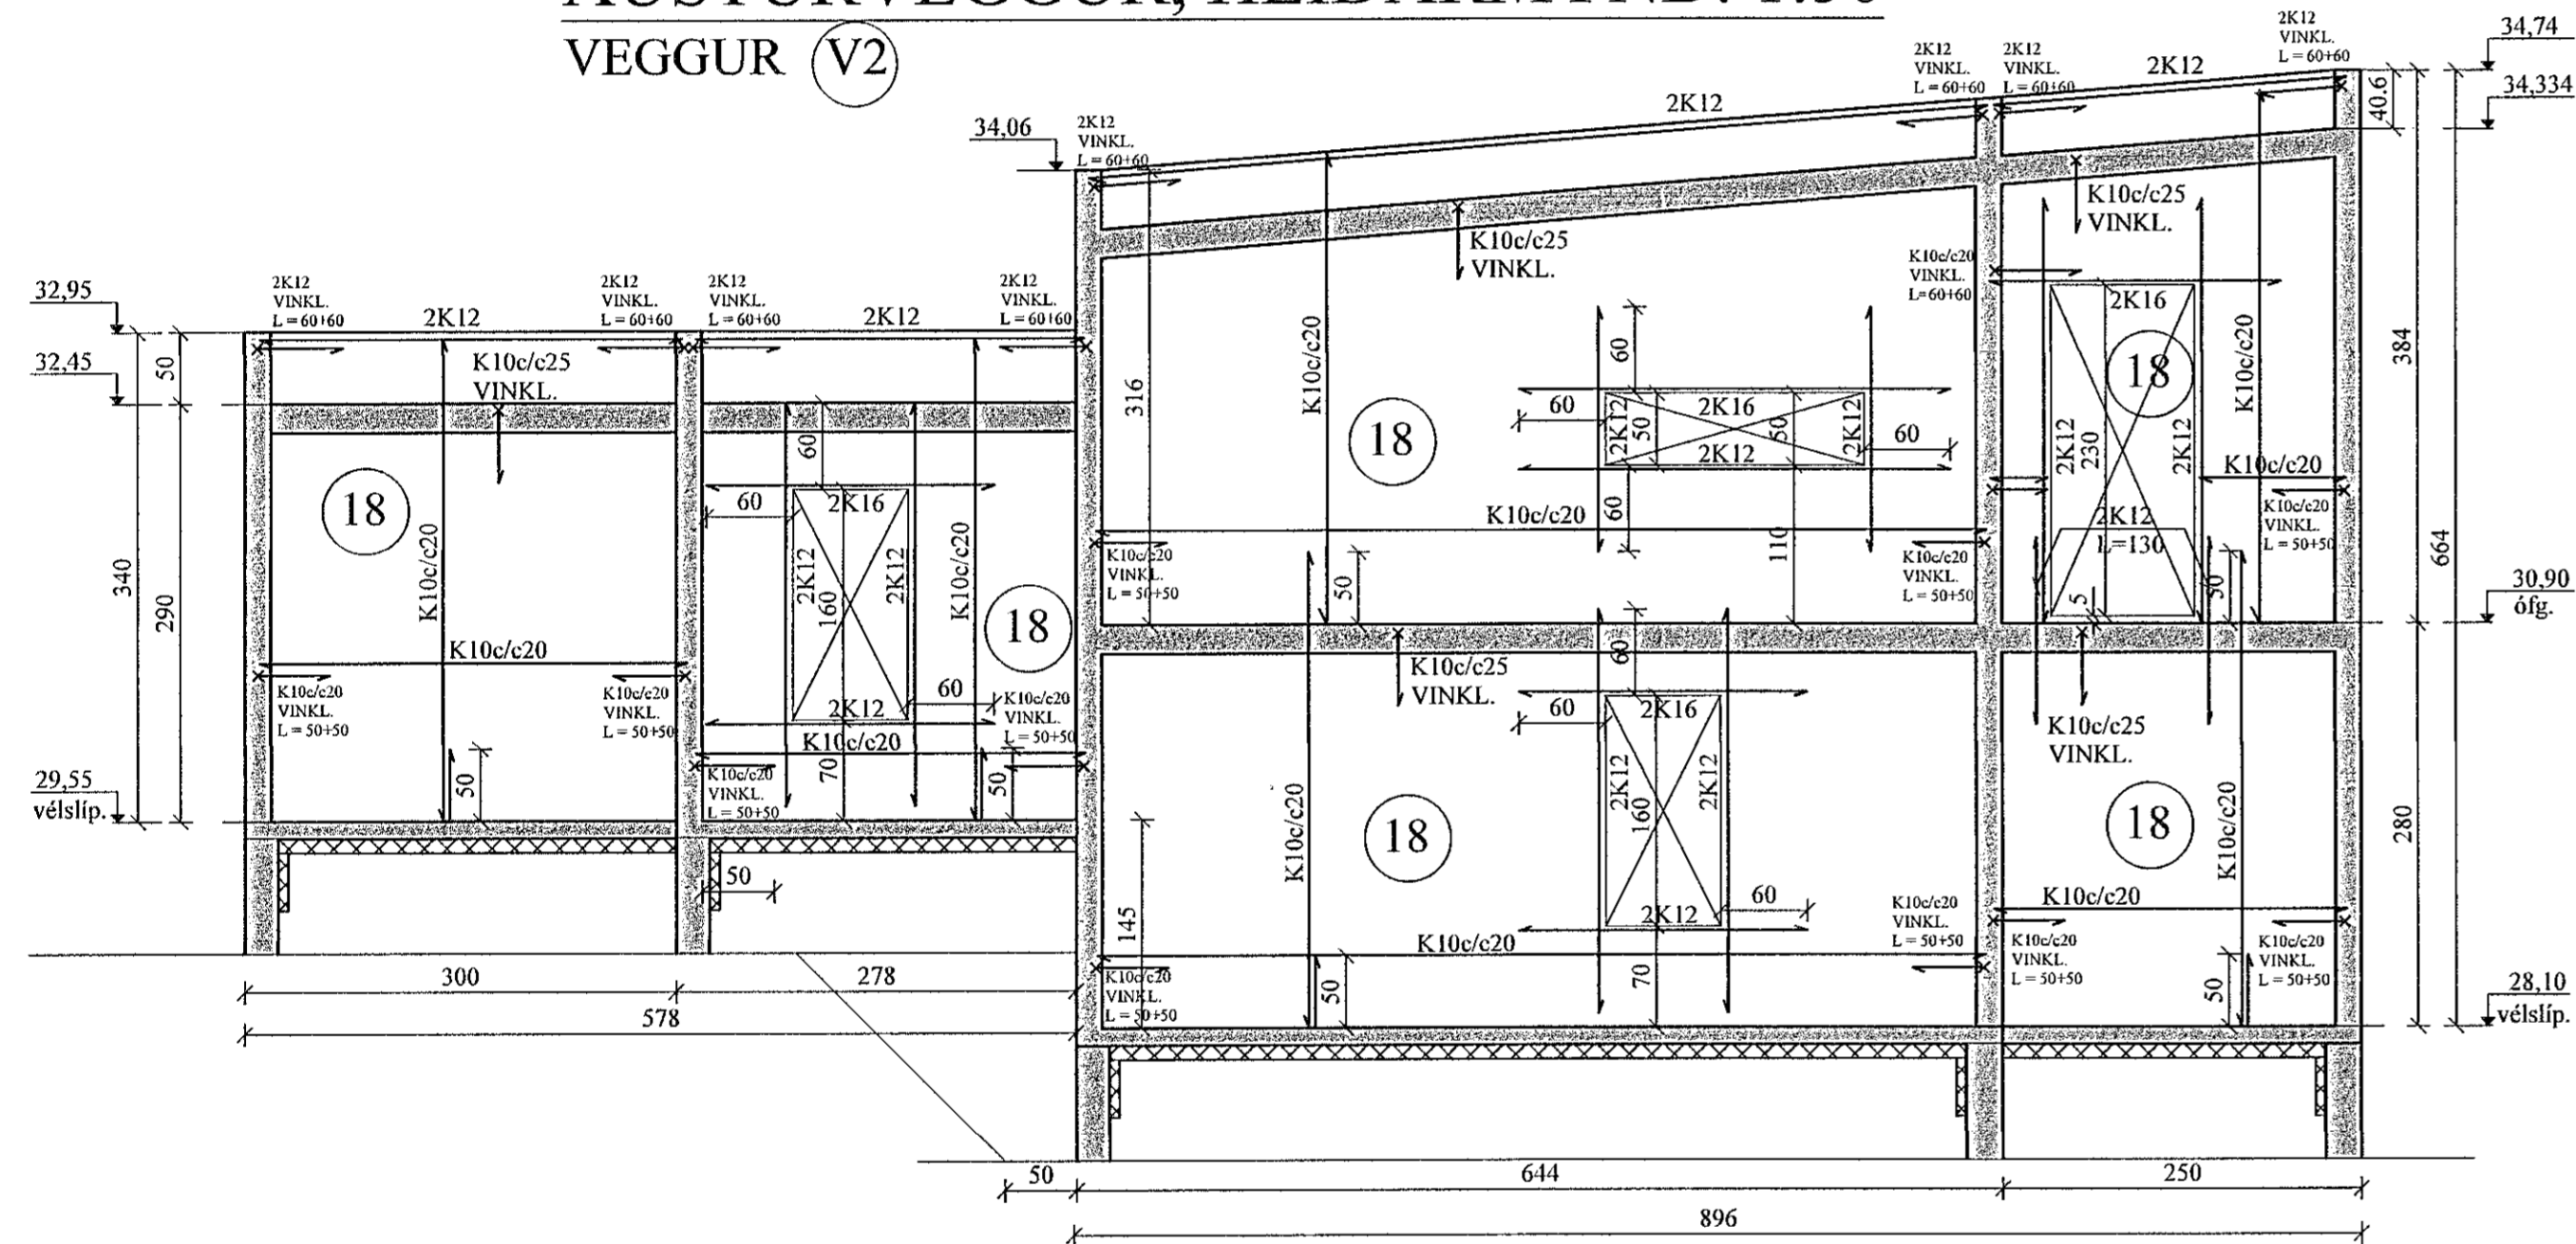 VEGGUR V2
2K12
VINKL.
L = 60+60
34,74
34,334
40.6
2K12
VINKL.
L = 60+60
2K12
VINKL.
L = 60+60
2K12
2K12
34,06
2K12
VINKL.
L = 60+60
K10c/c25
VINKL.
K10c/c25
VINKL.
K10c/c20
VINKL.
L=60+60
32,95
32,45
2K12
VINKL.
L = 60+60
2K12
2K12
VINKL.
L = 60+60
2K12
VINKL.
L = 60+60
2K12
2K12
VINKL.
L = 60+60
50
K10c/c25
VINKL.
340
290
18
K10c/c20
K10c/c20
K10c/c20
VINKL.
L = 50+50
K10c/c20
VINKL.
L = 50+50
50
29,55
vélslíp.
60
60
2K16
2K12
160
2K12
K10c/c20
18
60
2K12
K10c/c20
VINKL.
L = 50+50
K10c/c20
70
50
K10c/c20
VINKL.
L = 50+50
50
316
K10c/c20
18
60
60
2K16
2K12
50
50
2K12
2K12
60
60
110
K10c/c20
K10c/c20
VINKL.
L = 50+50
50
K10c/c20
VINKL.
L = 50+50
2K16
18
2K12
230
2K12
K10c/c20
K10c/c20
K10c/c20
VINKL.
L = 50+50
2K12
L=130
5
50
384
664
30,90
ófg.
K10c/c25
VINKL.
60
60
2K16
2K12
160
2K12
K10c/c20
18
60
2K12
145
K10c/c20
70
K10c/c20
VINKL.
L = 50+50
50
K10c/c20
VINKL.
L = 50+50
K10c/c25
VINKL.
18
K10c/c20
K10c/c20
K10c/c20
VINKL.
L = 50+50
50
K10c/c20
VINKL.
L = 50+50
280
28,10
vélslíp.
300
278
578
50
644
250
896